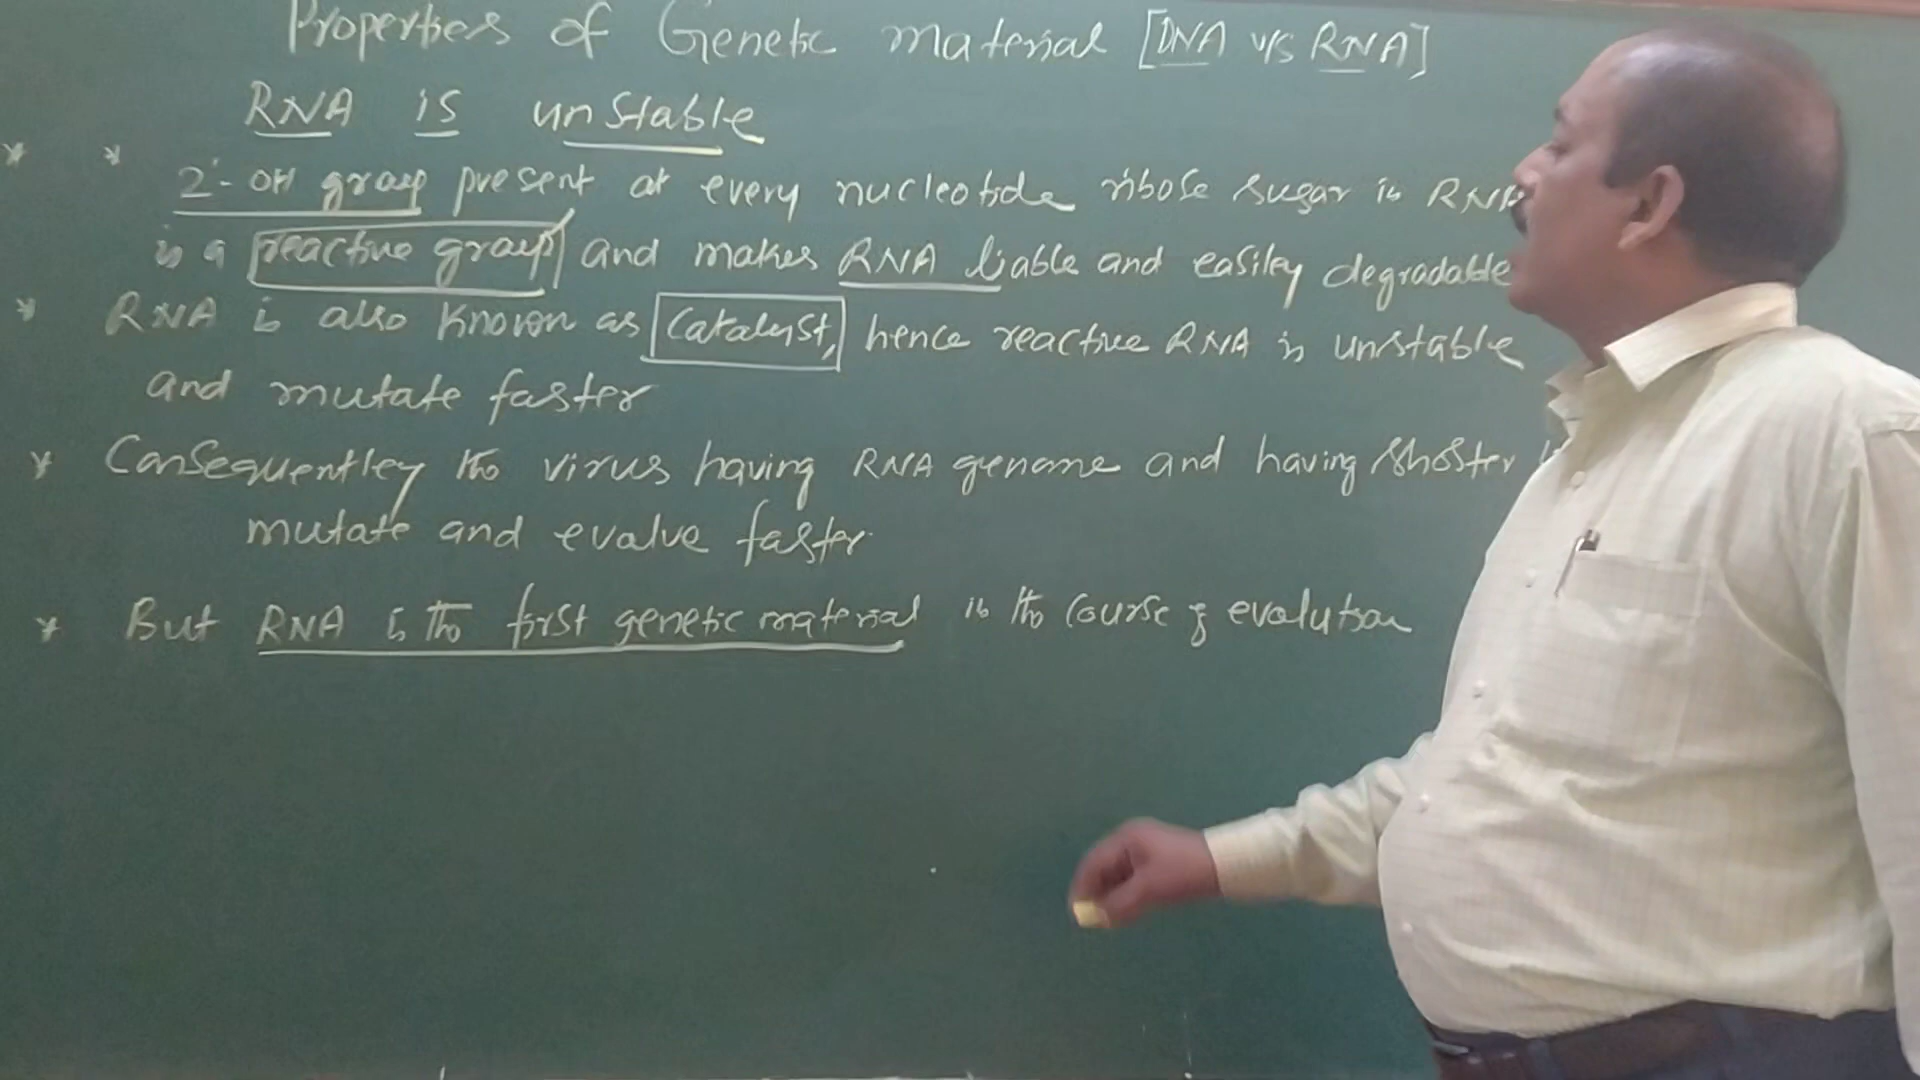 Properties of Genetic material [DNA v/s RNA]
RNA is unstable
* * 2'-OH group present at every nucleotide ribose sugar in RNA
is a reactive group and makes RNA liable and easiley degradable
* RNA is also known as Catalyst, hence reactive RNA is unstable
and mutate faster
* Consequentley the virus having RNA genome and having shoster
mutate and evalve faster.
* But RNA is the first genetic material in the course of evolution